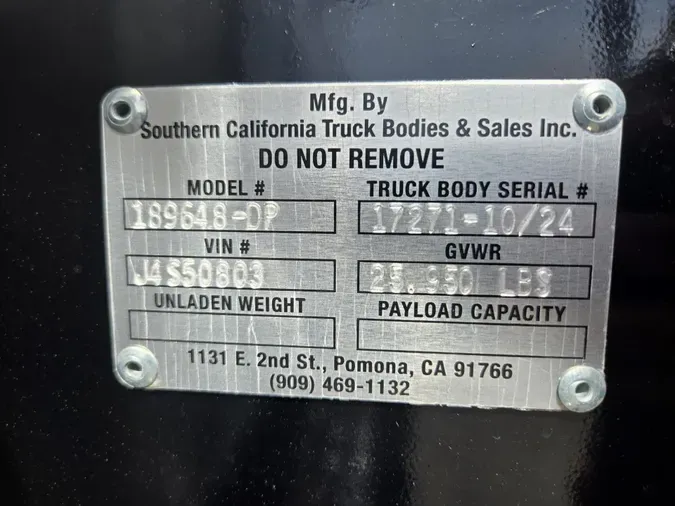 Mfg. By
Southern California Truck Bodies & Sales Inc.
DO NOT REMOVE
MODEL # TRUCK BODY SERIAL #
189648-DP 17271-10/24
VIN # GVWR
J4S50803 25,950 LBS
UNLADEN WEIGHT PAYLOAD CAPACITY
1131 E. 2nd St., Pomona, CA 91766
(909) 469-1132